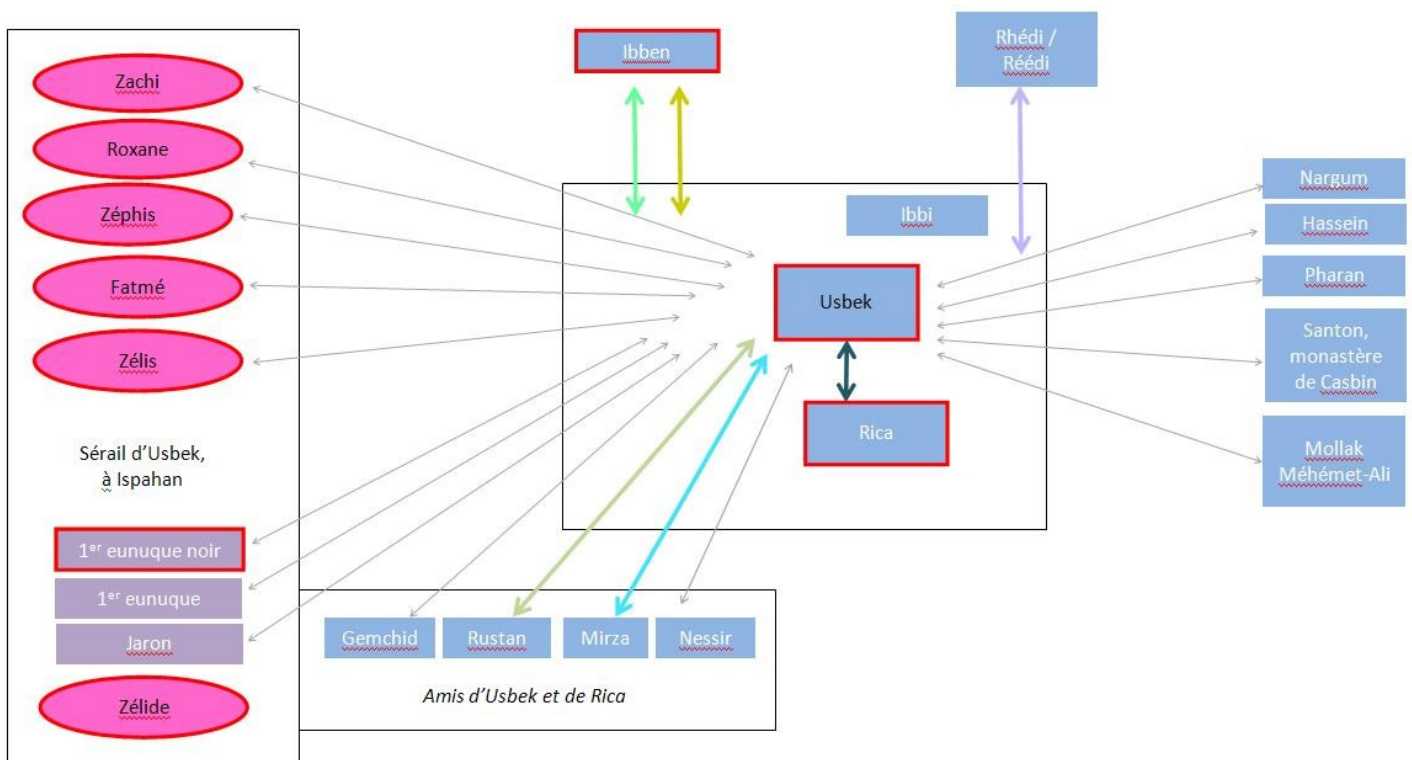 Zachi
Roxane
Zéphis
Fatmé
Zélis
Sérail d’Usbek,
à Ispahan
1er eunuque noir
1er eunuque
Jaron
Zélide
Ibben
Rhédi /
Réédi
Ibbi
Usbek
Rica
Nargum
Hassein
Pharan
Santon,
monastère
de Casbin
Mollak
Méhémet-Ali
Gemchid
Rustan
Mirza
Nessir
Amis d’Usbek et de Rica